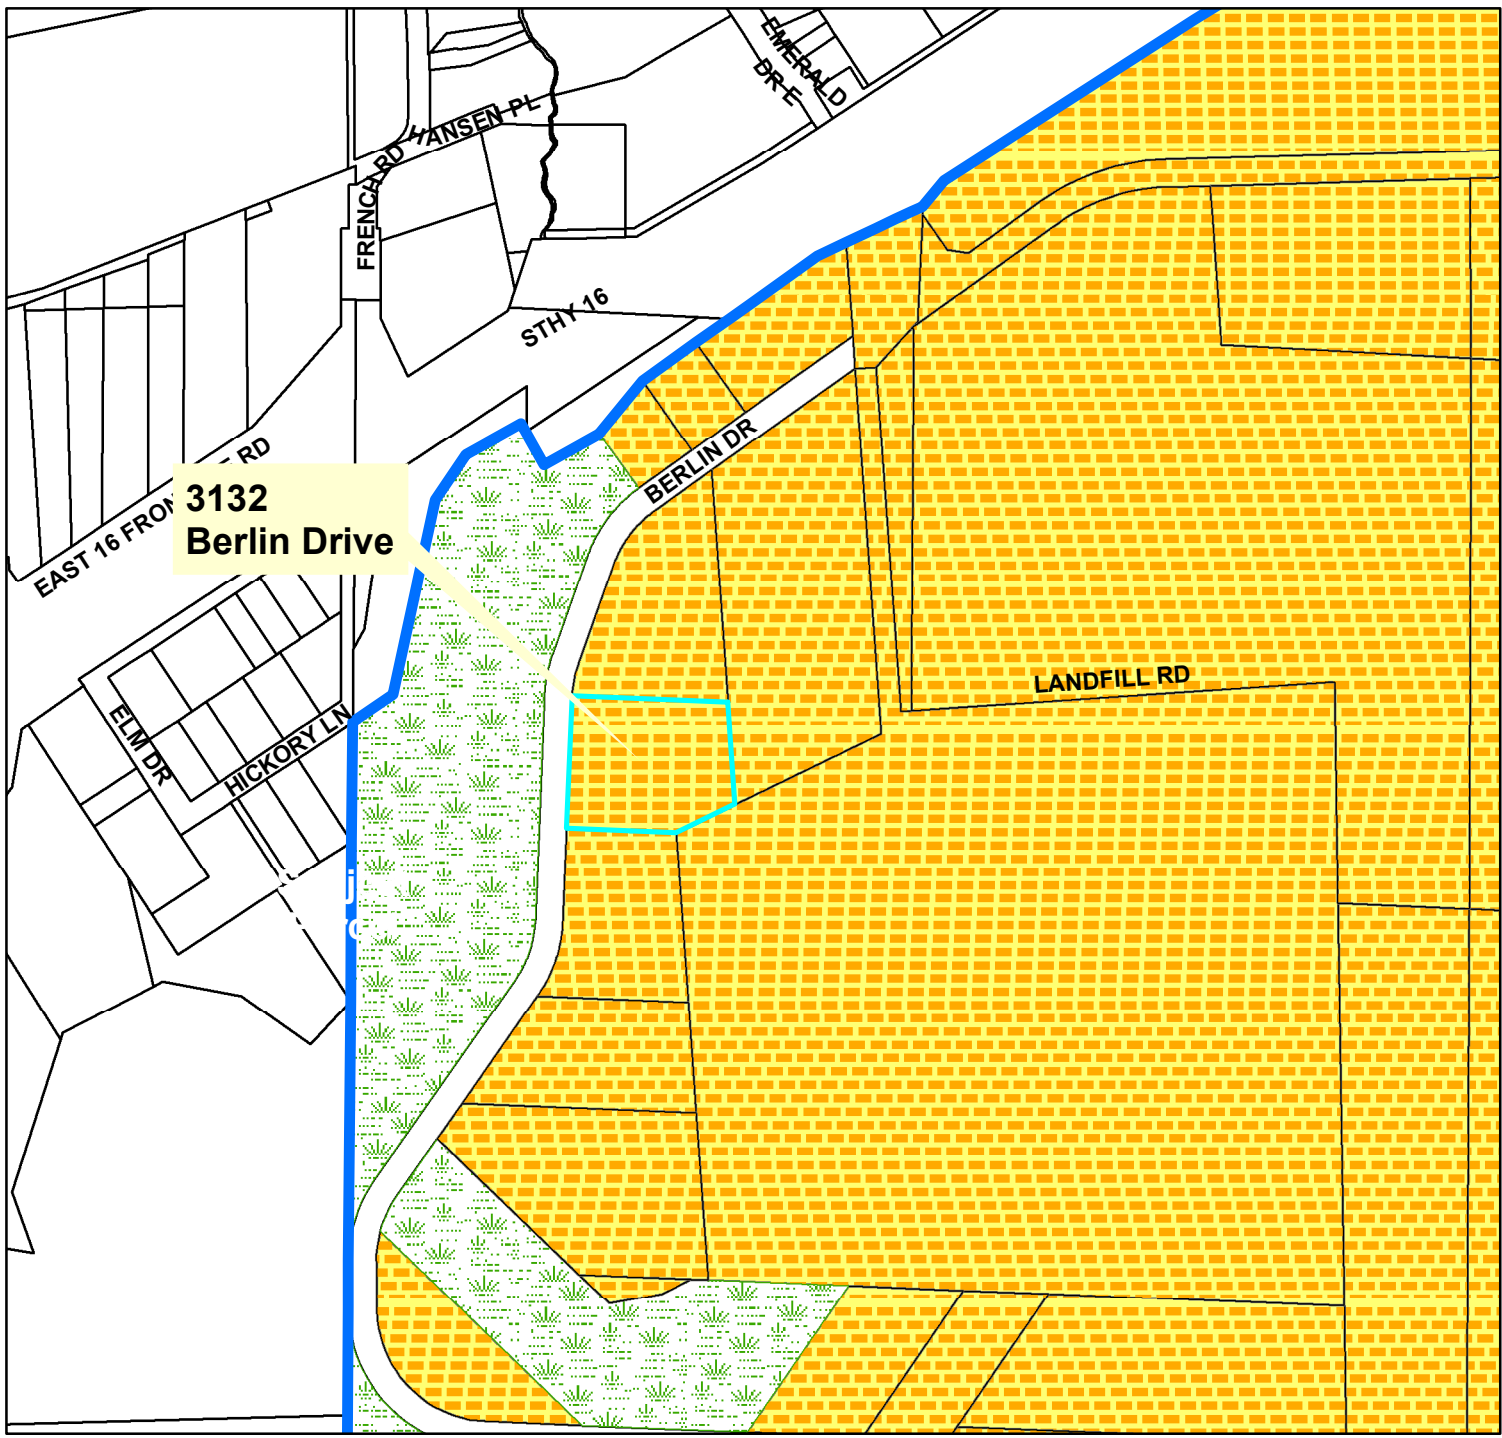 EMERALD
DR E
HANSEN PL
FRENCH RD
STHY 16
BERLIN DR
EAST 16 FRON E RD
3132
Berlin Drive
LANDFILL RD
ELM DR
HICKORY LN